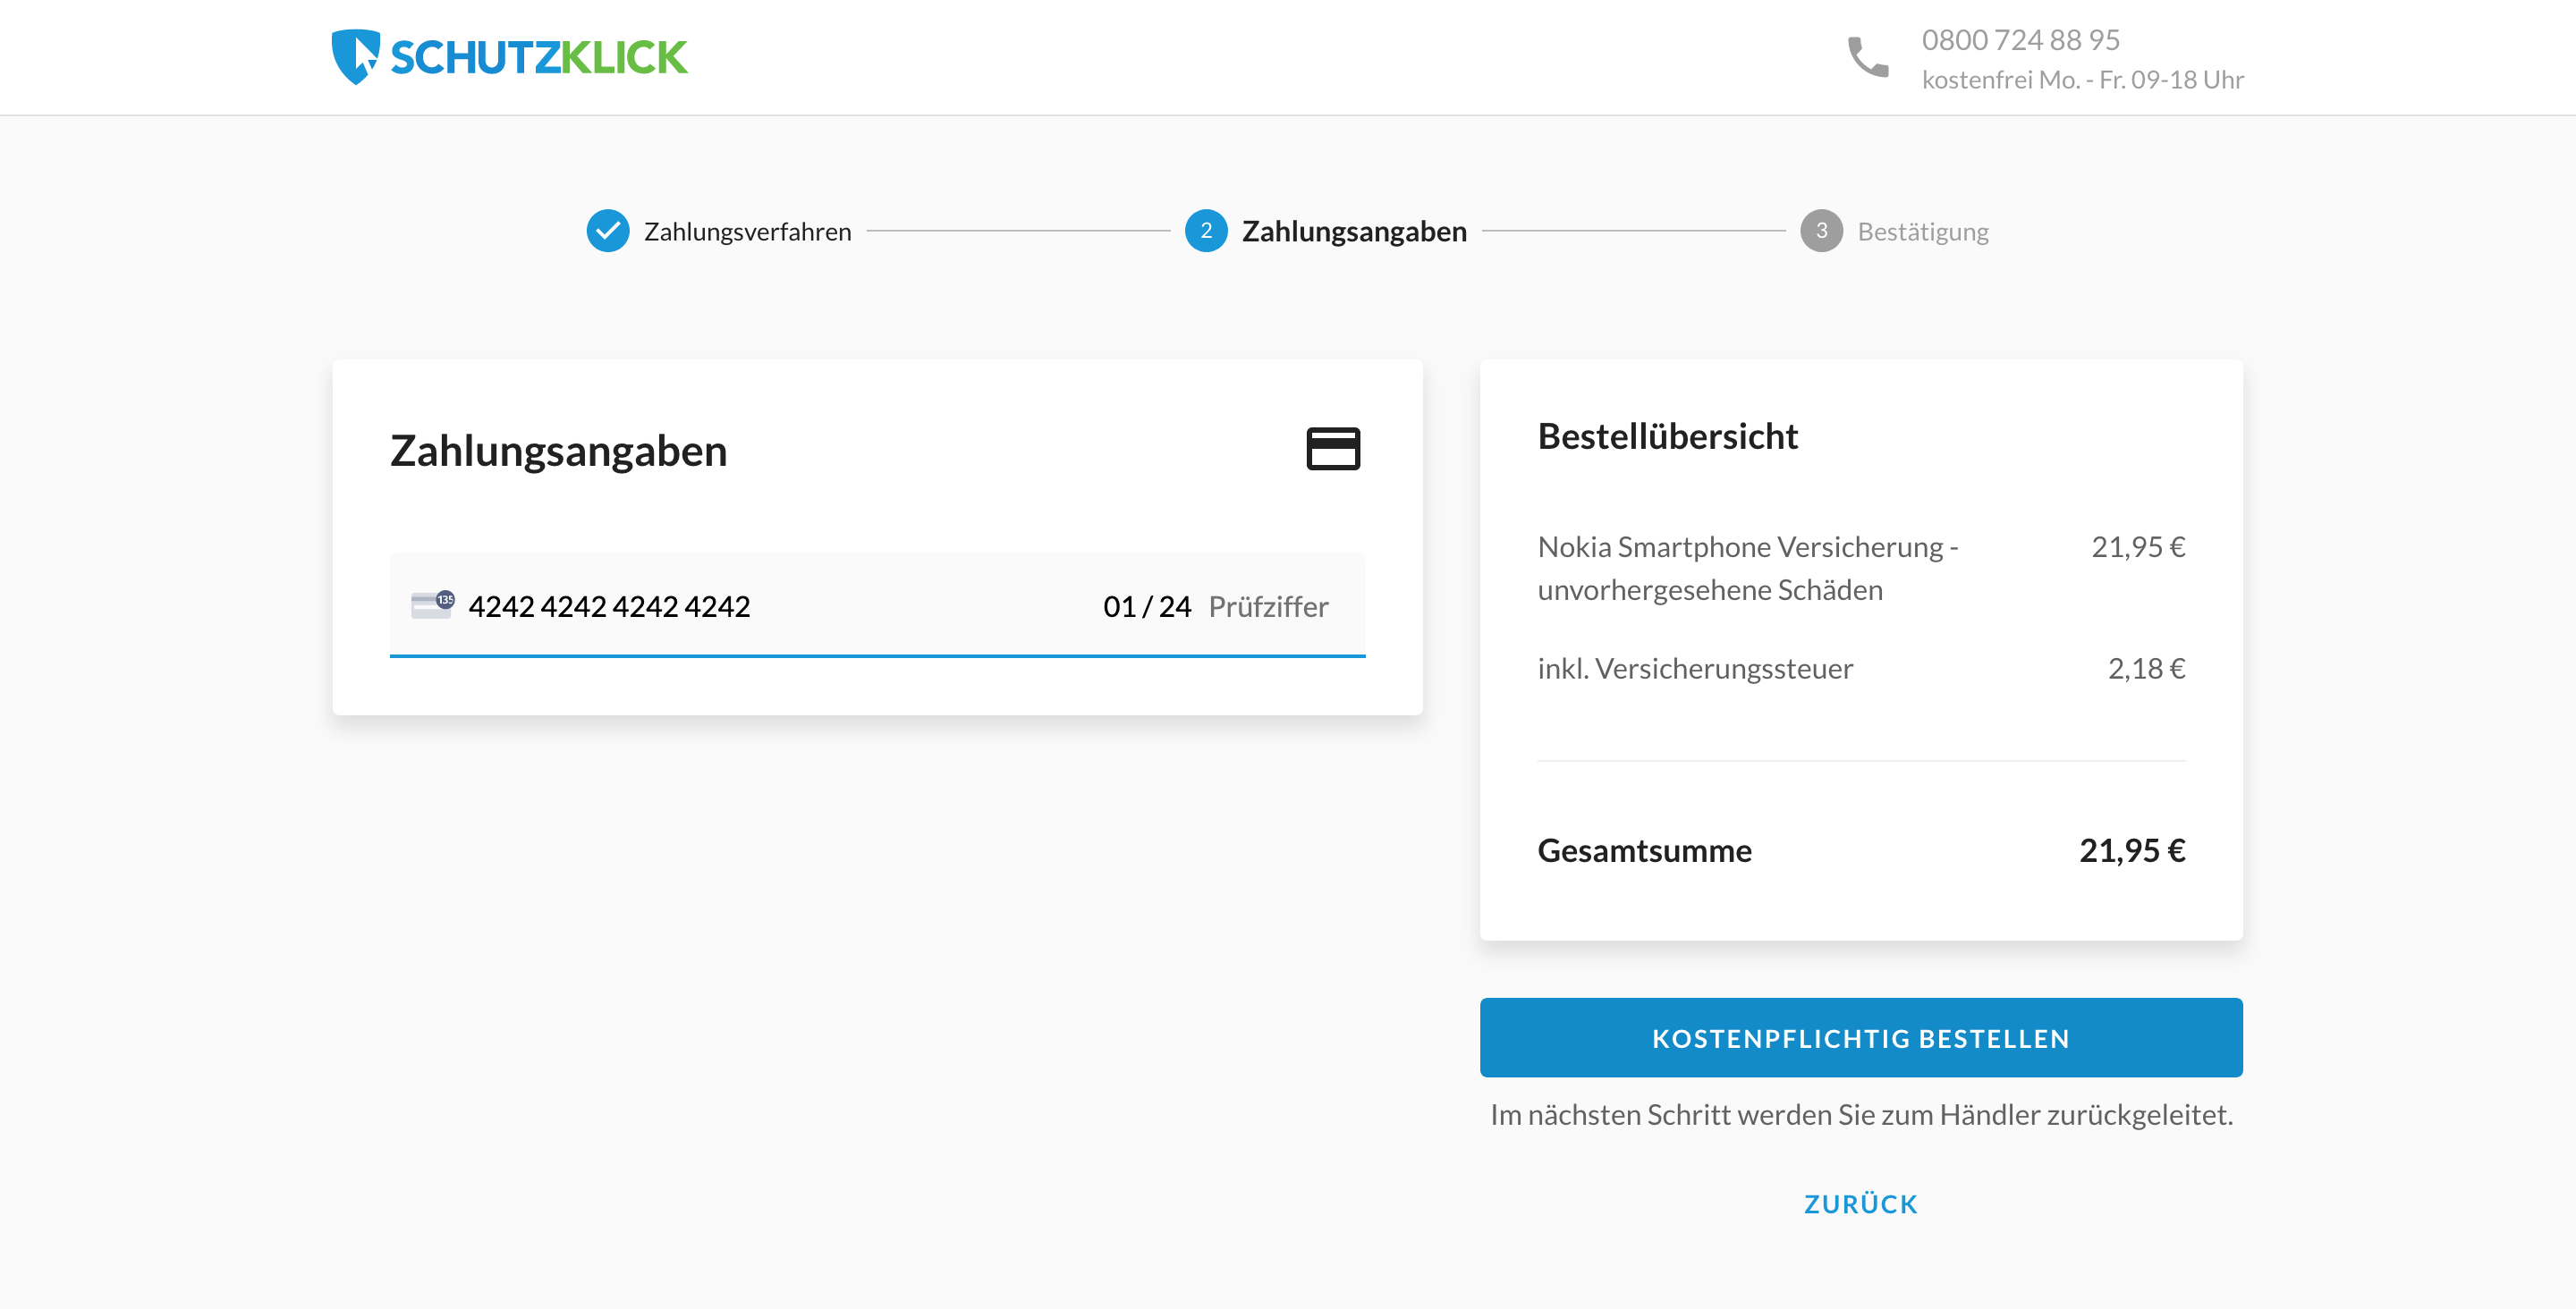 SCHUTZKLICK
0800 724 88 95
kostenfrei Mo. - Fr. 09-18 Uhr
Zahlungsverfahren
2 Zahlungsangaben
3 Bestätigung
Zahlungsangaben
135 4242 4242 4242 4242 01 / 24 Prüfziffer
Bestellübersicht
Nokia Smartphone Versicherung - 21,95 €
unvorhergesehene Schäden
inkl. Versicherungssteuer 2,18 €
Gesamtsumme 21,95 €
KOSTENPFLICHTIG BESTELLEN
Im nächsten Schritt werden Sie zum Händler zurückgeleitet.
ZURÜCK